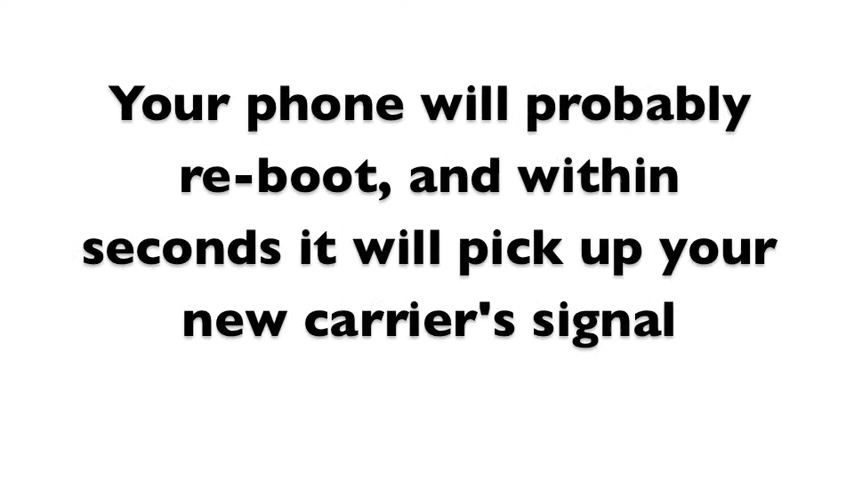 Your phone will probably
re-boot, and within
seconds it will pick up your
new carrier's signal